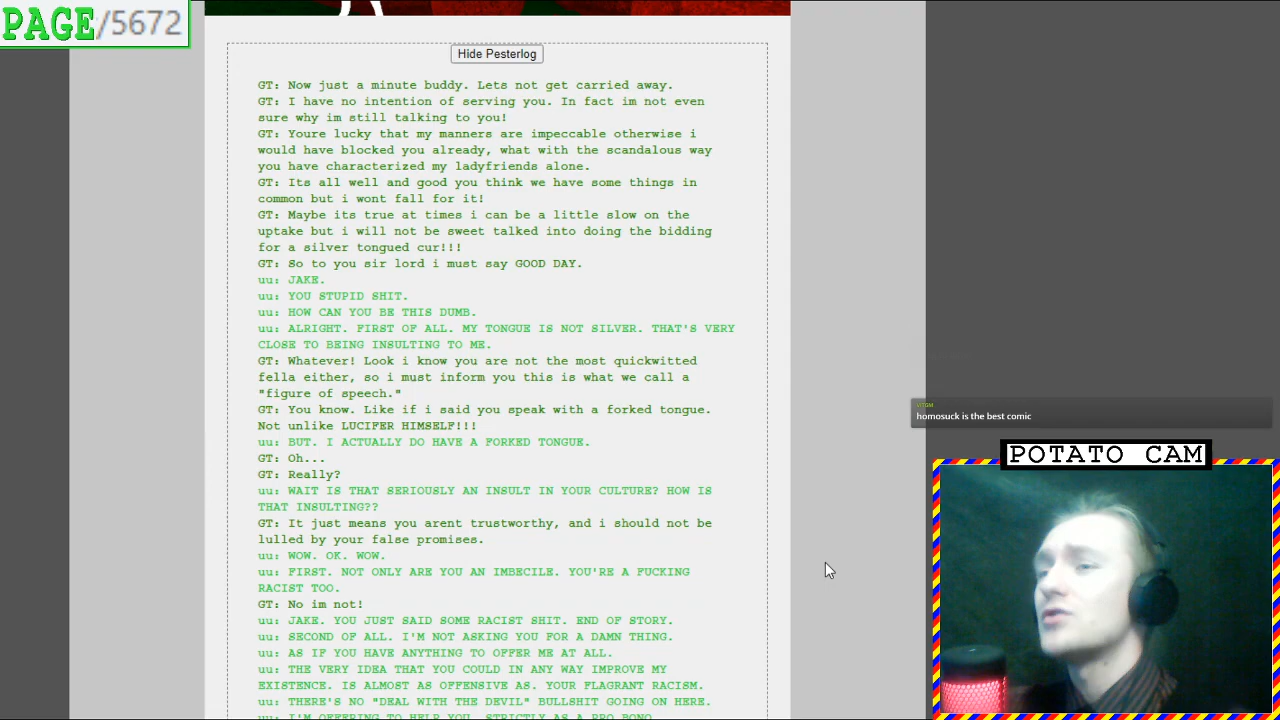 PAGE/5672
Hide Pesterlog
GT: Now just a minute buddy. Lets not get carried away.
GT: I have no intention of serving you. In fact im not even
sure why im still talking to you!
GT: Youre lucky that my manners are impeccable otherwise i
would have blocked you already, what with the scandalous way
you have characterized my ladyfriends alone.
GT: Its all well and good you think we have some things in
common but i wont fall for it!
GT: Maybe its true at times i can be a little slow on the
uptake but i will not be sweet talked into doing the bidding
for a silver tongued cur!!!
GT: So to you sir lord i must say GOOD DAY.
uu: JAKE.
uu: YOU STUPID SHIT.
uu: HOW CAN YOU BE THIS DUMB.
uu: ALRIGHT. FIRST OF ALL. MY TONGUE IS NOT SILVER. THAT'S VERY
CLOSE TO BEING INSULTING TO ME.
GT: Whatever! Look i know you are not the most quickwitted
fella either, so i must inform you this is what we call a
"figure of speech."
GT: You know. Like if i said you speak with a forked tongue.
Not unlike LUCIFER HIMSELF!!!
uu: BUT. I ACTUALLY DO HAVE A FORKED TONGUE.
GT: Oh...
GT: Really?
uu: WAIT IS THAT SERIOUSLY AN INSULT IN YOUR CULTURE? HOW IS
THAT INSULTING??
GT: It just means you arent trustworthy, and i should not be
lulled by your false promises.
uu: WOW. OK. WOW.
uu: FIRST. NOT ONLY ARE YOU AN IMBECILE. YOU'RE A FUCKING
RACIST TOO.
GT: No im not!
uu: JAKE. YOU JUST SAID SOME RACIST SHIT. END OF STORY.
uu: SECOND OF ALL. I'M NOT ASKING YOU FOR A DAMN THING.
uu: AS IF YOU HAVE ANYTHING TO OFFER ME AT ALL.
uu: THE VERY IDEA THAT YOU COULD IN ANY WAY IMPROVE MY
EXISTENCE. IS ALMOST AS OFFENSIVE AS. YOUR FLAGRANT RACISM.
uu: THERE'S NO "DEAL WITH THE DEVIL" BULLSHIT GOING ON HERE.
uu: I'M OFFERING TO HELP YOU. STRICTLY AS A PRO BONO
homosuck is the best comic
POTATO CAM